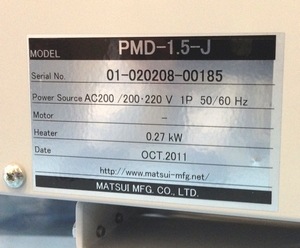 MODEL PMD-1.5-J
Serial No. 01-020208-00185
Power Source AC200 /200·220 V 1P 50/60 Hz
Motor -
Heater 0.27 kW
Date OCT.2011
http://www.matsui-mfg.net/
MATSUI MFG. CO., LTD.